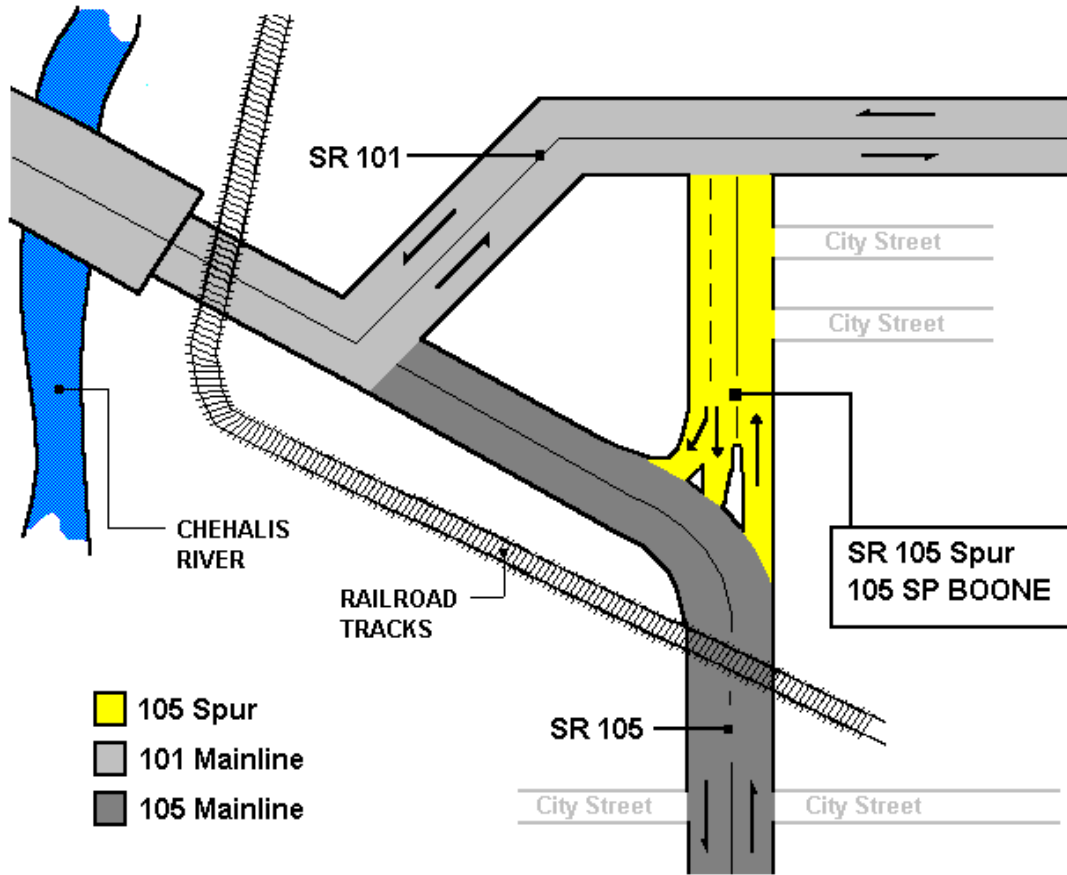 SR 101
City Street
City Street
CHEHALIS
RIVER
SR 105 Spur
105 SP BOONE
RAILROAD
TRACKS
105 Spur
101 Mainline
105 Mainline
SR 105
City Street
City Street